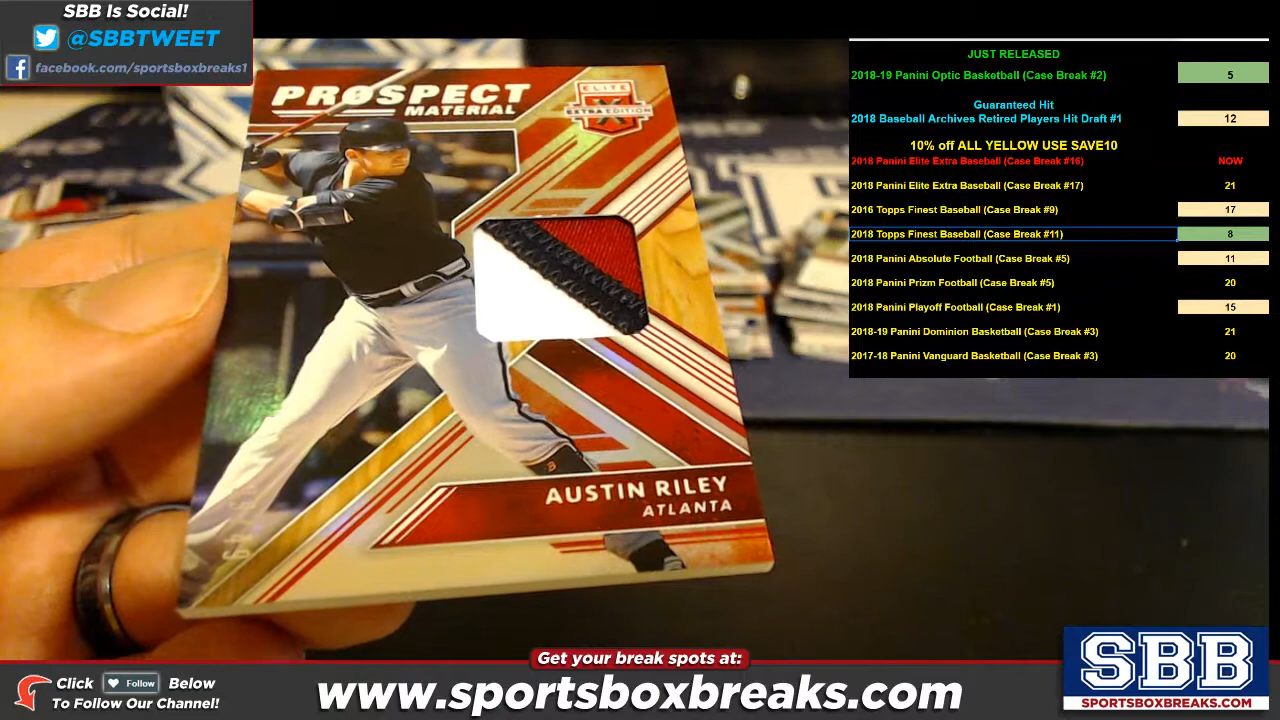 SBB Is Social!
@SBBTWEET
facebook.com/sportsboxbreaks1
PROSPECT
MATERIAL
ELITE
EXTRA EDITION
AUSTIN RILEY
ATLANTA
JUST RELEASED
2018-19 Panini Optic Basketball (Case Break #2) 5
Guaranteed Hit
2018 Baseball Archives Retired Players Hit Draft #1 12
10% off ALL YELLOW USE SAVE10
2018 Panini Elite Extra Baseball (Case Break #16) NOW
2018 Panini Elite Extra Baseball (Case Break #17) 21
2016 Topps Finest Baseball (Case Break #9) 17
2018 Topps Finest Baseball (Case Break #11) 8
2018 Panini Absolute Football (Case Break #5) 11
2018 Panini Prizm Football (Case Break #5) 20
2018 Panini Playoff Football (Case Break #1) 15
2018-19 Panini Dominion Basketball (Case Break #3) 21
2017-18 Panini Vanguard Basketball (Case Break #3) 20
Get your break spots at:
Click Follow Below
To Follow Our Channel!
www.sportsboxbreaks.com
SBB
SPORTSBOXBREAKS.COM